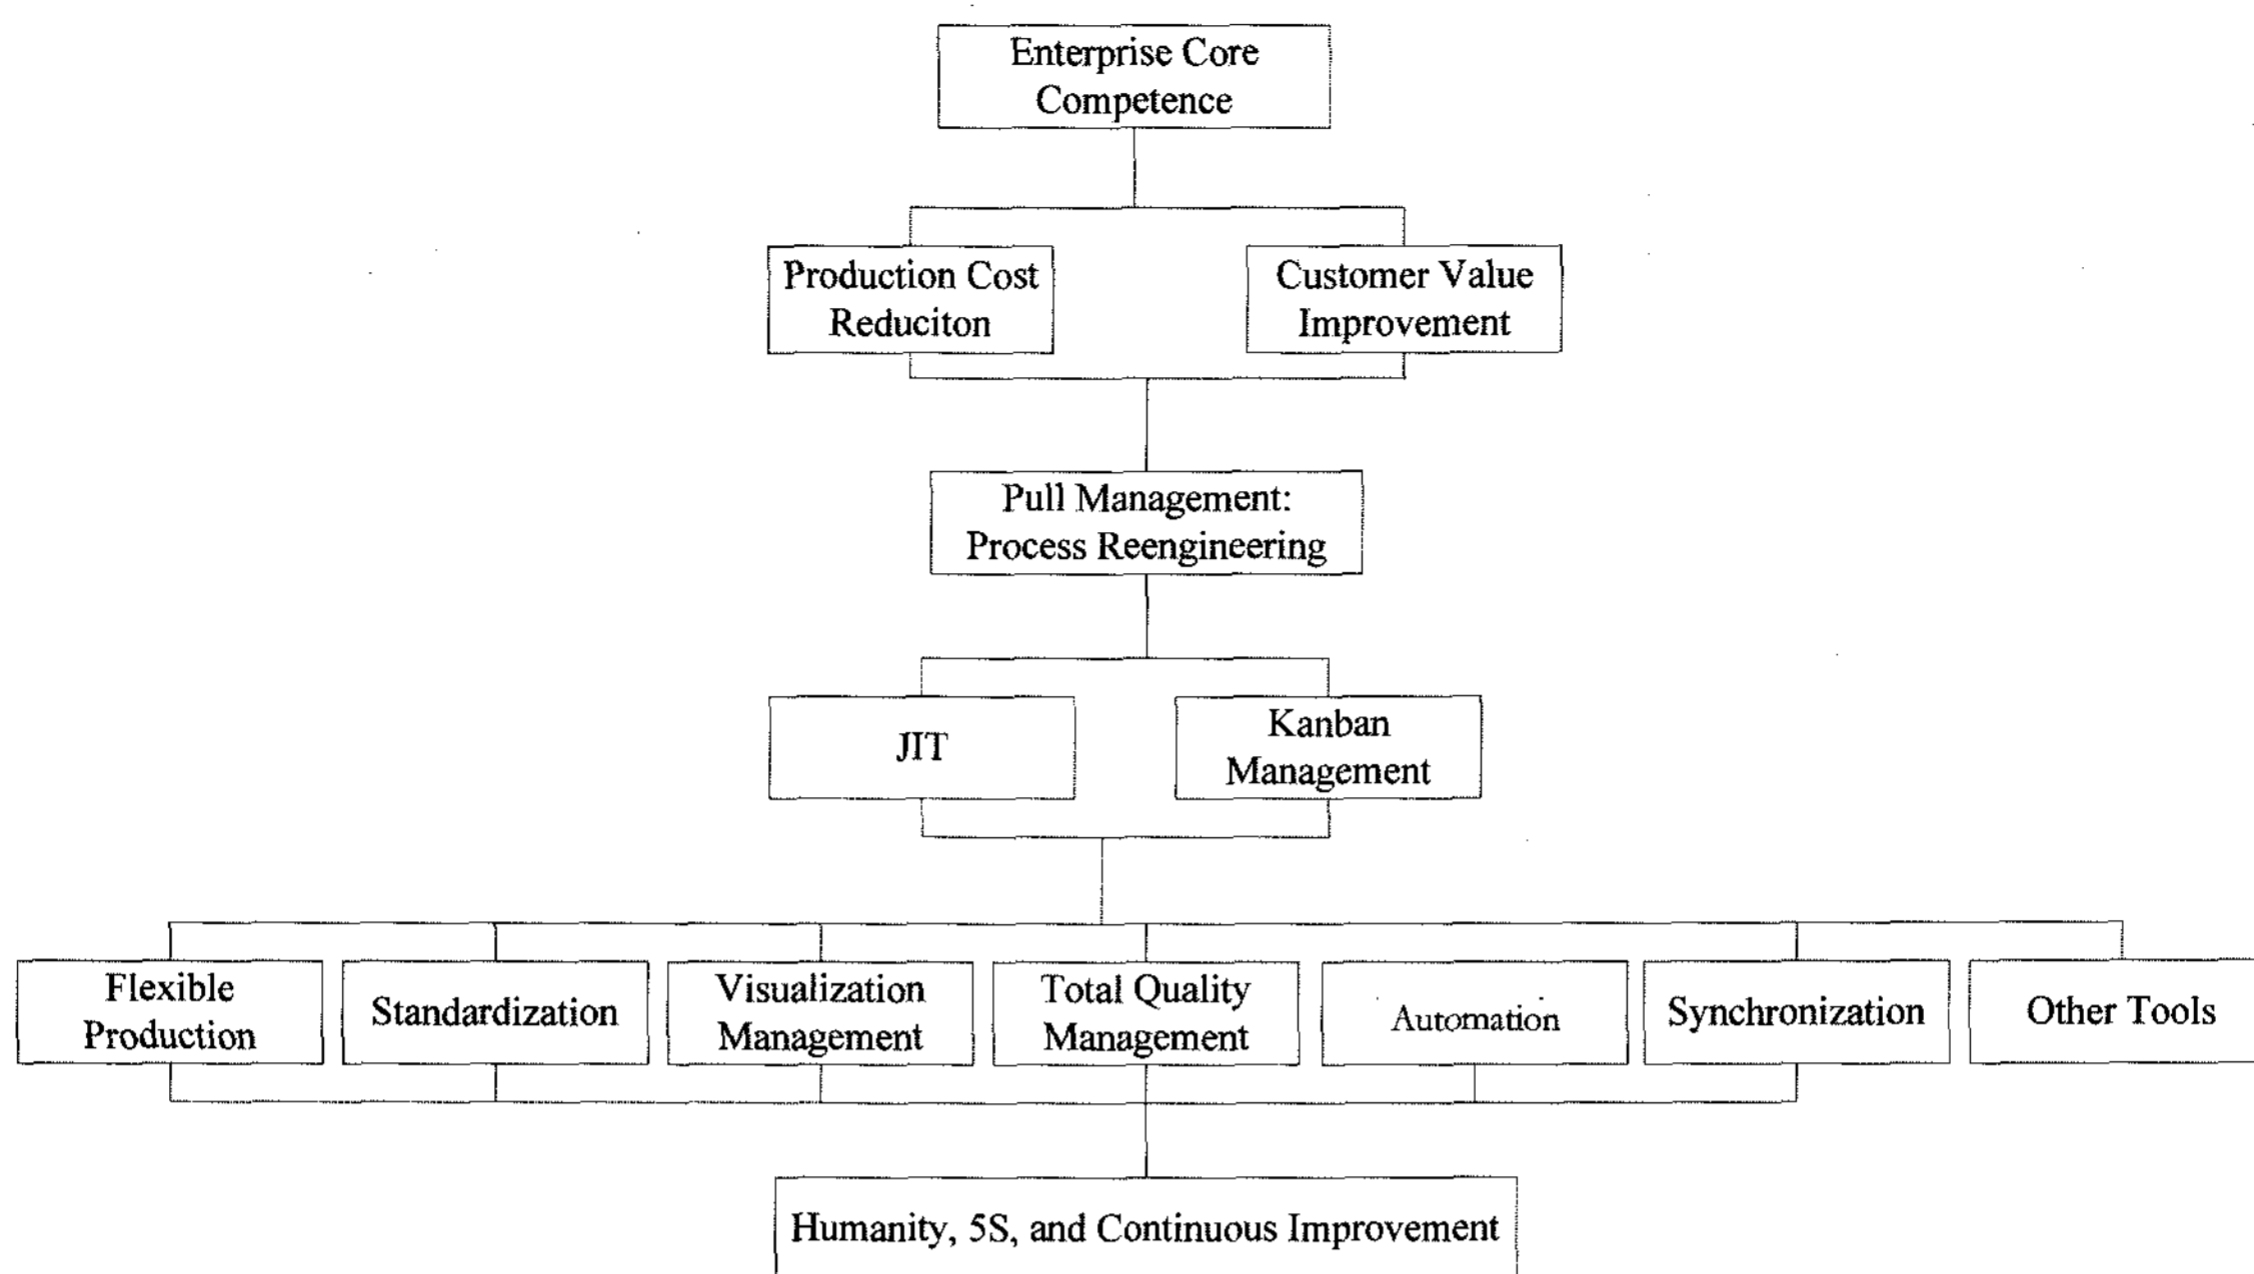 Enterprise Core
Competence
Production Cost
Reduciton
Customer Value
Improvement
Pull Management:
Process Reengineering
JIT
Kanban
Management
Flexible
Production
Standardization
Visualization
Management
Total Quality
Management
Automation
Synchronization
Other Tools
Humanity, 5S, and Continuous Improvement